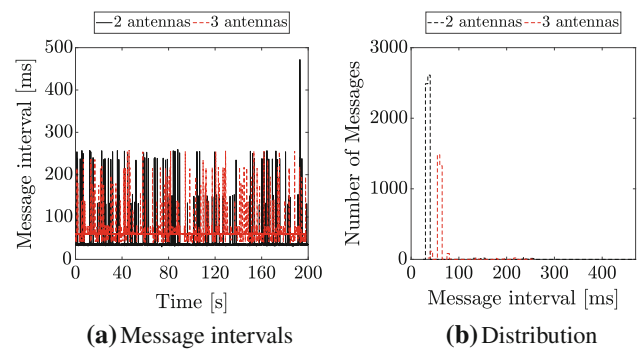 2 antennas 3 antennas
500
400
300
200
100
0
Message interval [ms]
0 40 80 120 160 200
Time [s]
(a) Message intervals
2 antennas 3 antennas
3000
2000
1000
0
Number of Messages
0 100 200 300 400
Message interval [ms]
(b) Distribution